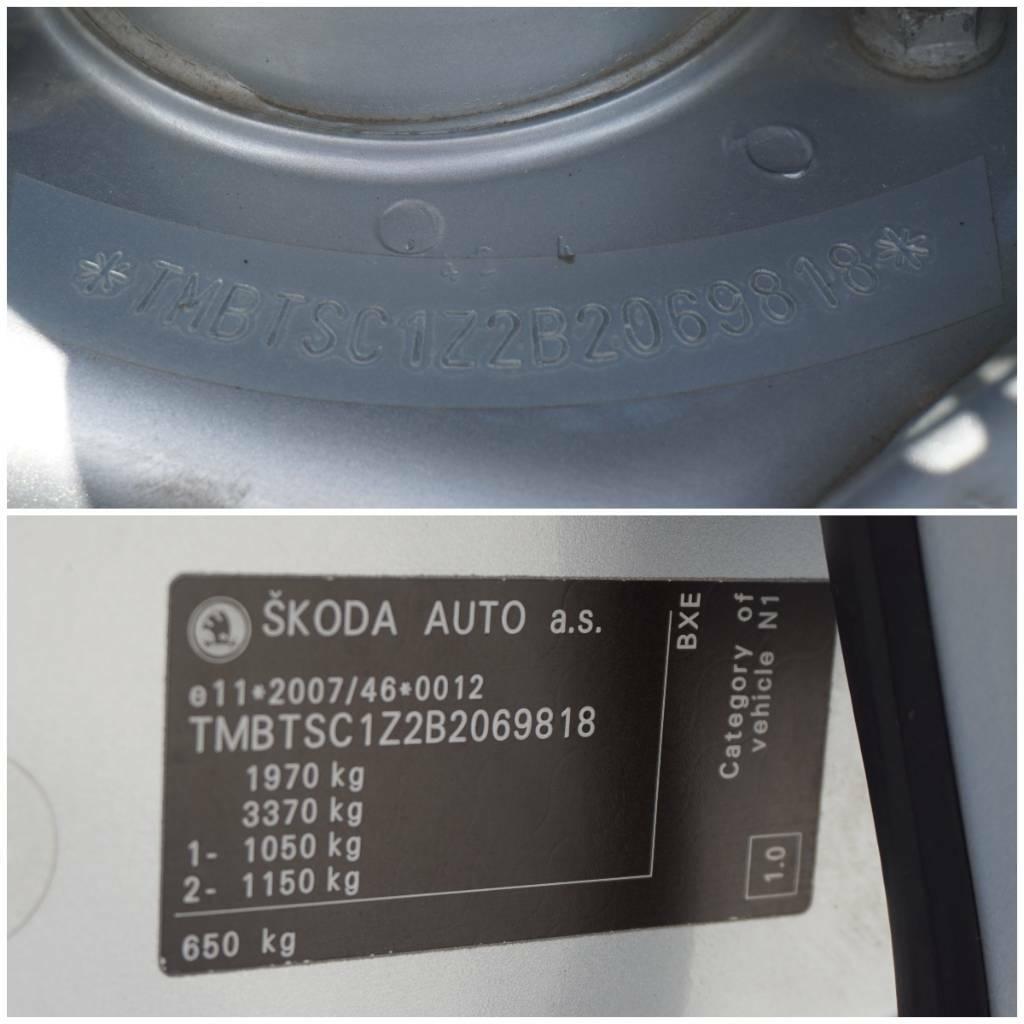 *TMBTSC1Z2B2069818*
ŠKODA AUTO a.s.
e11*2007/46*0012
TMBTSC1Z2B2069818
1970 kg
3370 kg
1- 1050 kg
2- 1150 kg
650 kg
BXE
Category of
vehicle N1
1.0